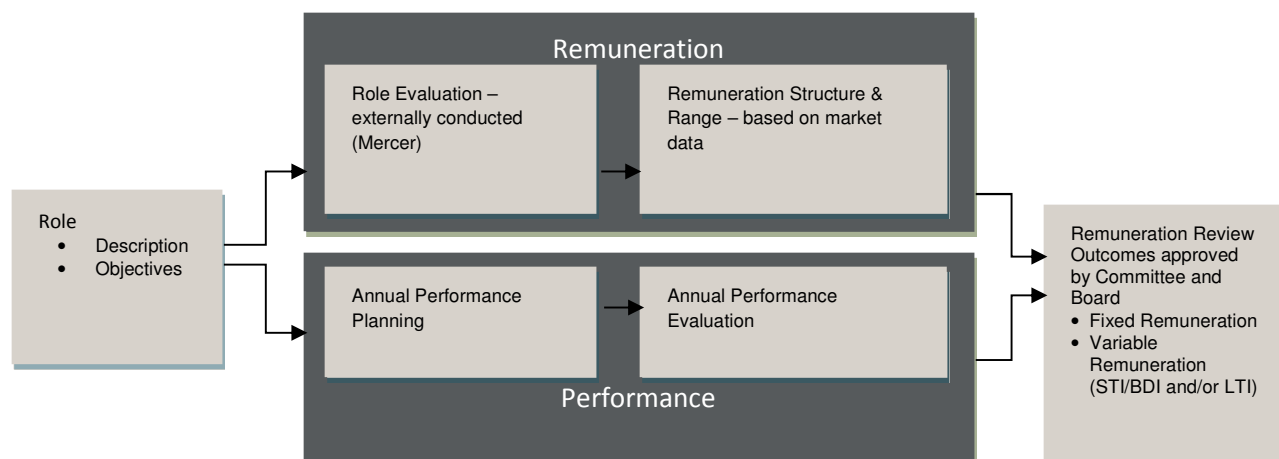 Remuneration
Role Evaluation –
externally conducted
(Mercer)
Remuneration Structure &
Range – based on market
data
Role
• Description
• Objectives
Annual Performance
Planning
Annual Performance
Evaluation
Performance
Remuneration Review
Outcomes approved
by Committee and
Board
• Fixed Remuneration
• Variable
Remuneration
(STI/BDI and/or LTI)